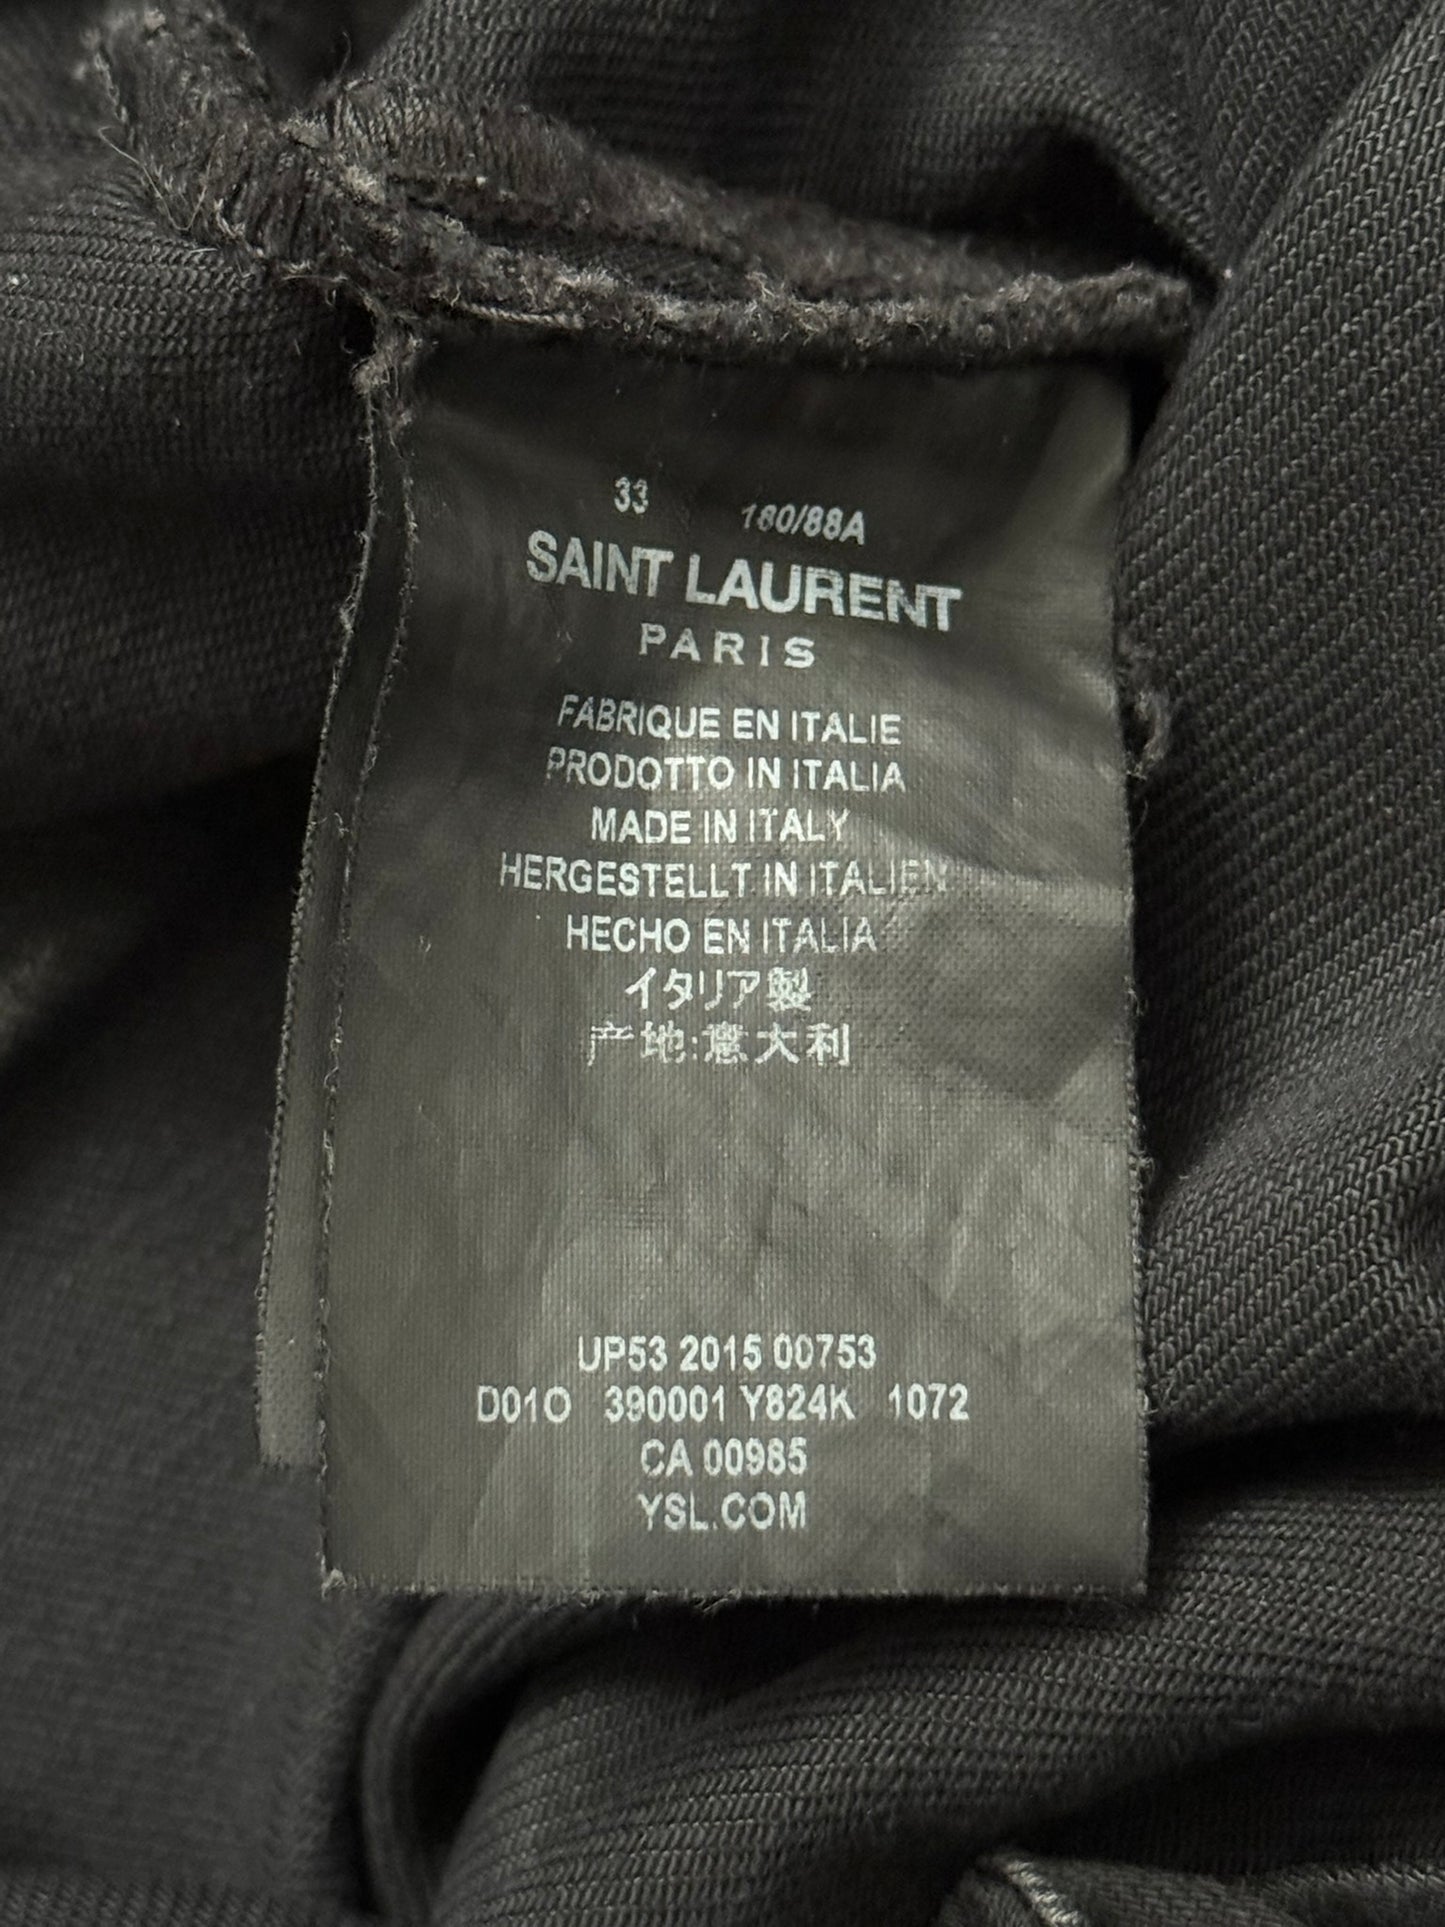 33 180/88A
SAINT LAURENT
PARIS
FABRIQUE EN ITALIE
PRODOTTO IN ITALIA
MADE IN ITALY
HERGESTELLT IN ITALIEN
HECHO EN ITALIA
イタリア製
产地:意大利
UP53 2015 00753
D01O 390001 Y824K 1072
CA 00985
YSL.COM